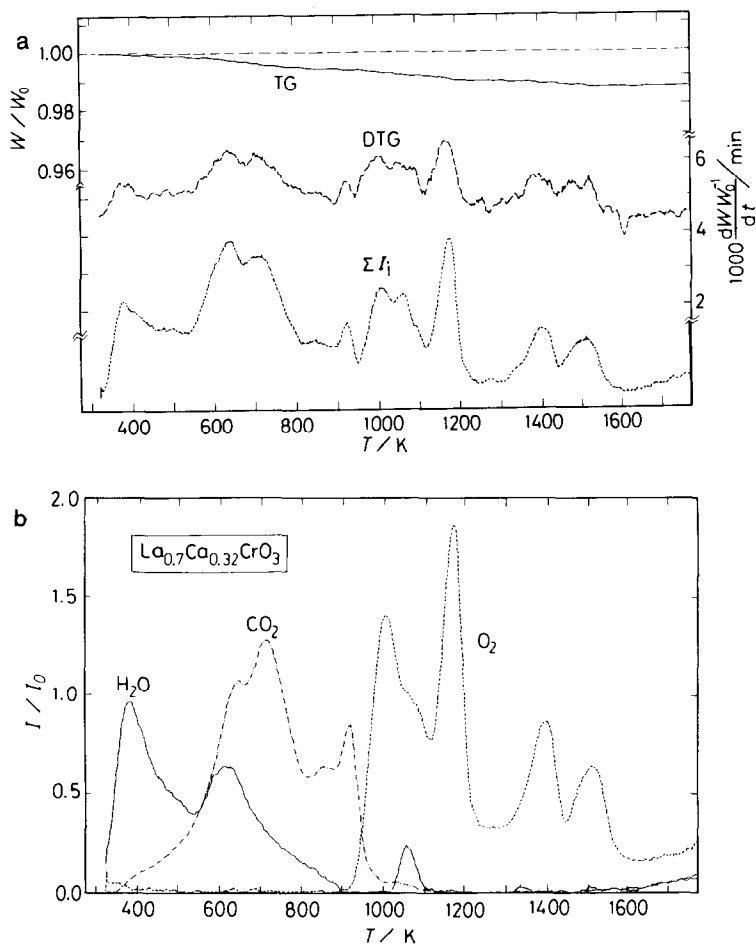 a
1.00
0.98
0.96
W / W₀
TG
DTG
Σ Iᵢ
6
4
2
1000 dW W₀⁻¹ / dt / min
400 600 800 1000 1200 1400 1600
T / K
b
2.0
1.5
1.0
0.5
0.0
I / I₀
La₀.₇Ca₀.₃₂CrO₃
H₂O
CO₂
O₂
400 600 800 1000 1200 1400 1600
T / K